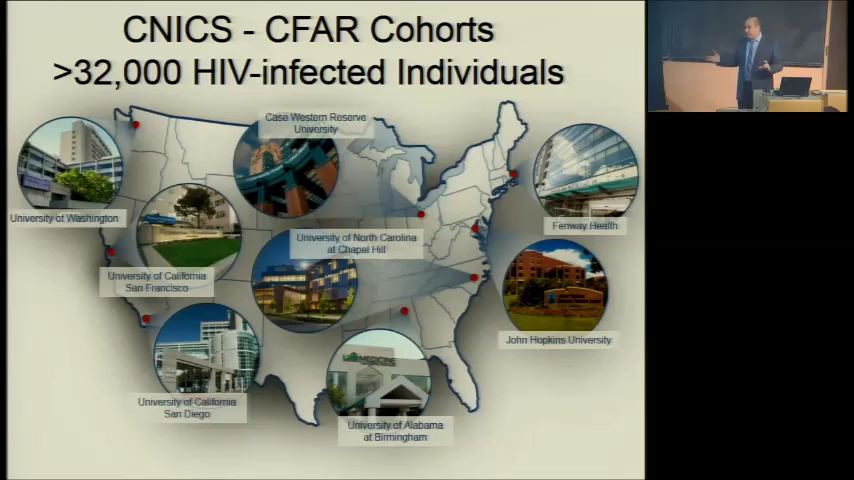 CNICS - CFAR Cohorts
>32,000 HIV-infected Individuals
Case Western Reserve
University
University of Washington
Fenway Health
University of North Carolina
at Chapel Hill
University of California
San Francisco
John Hopkins University
University of California
San Diego
MEDICINE
University of Alabama
at Birmingham